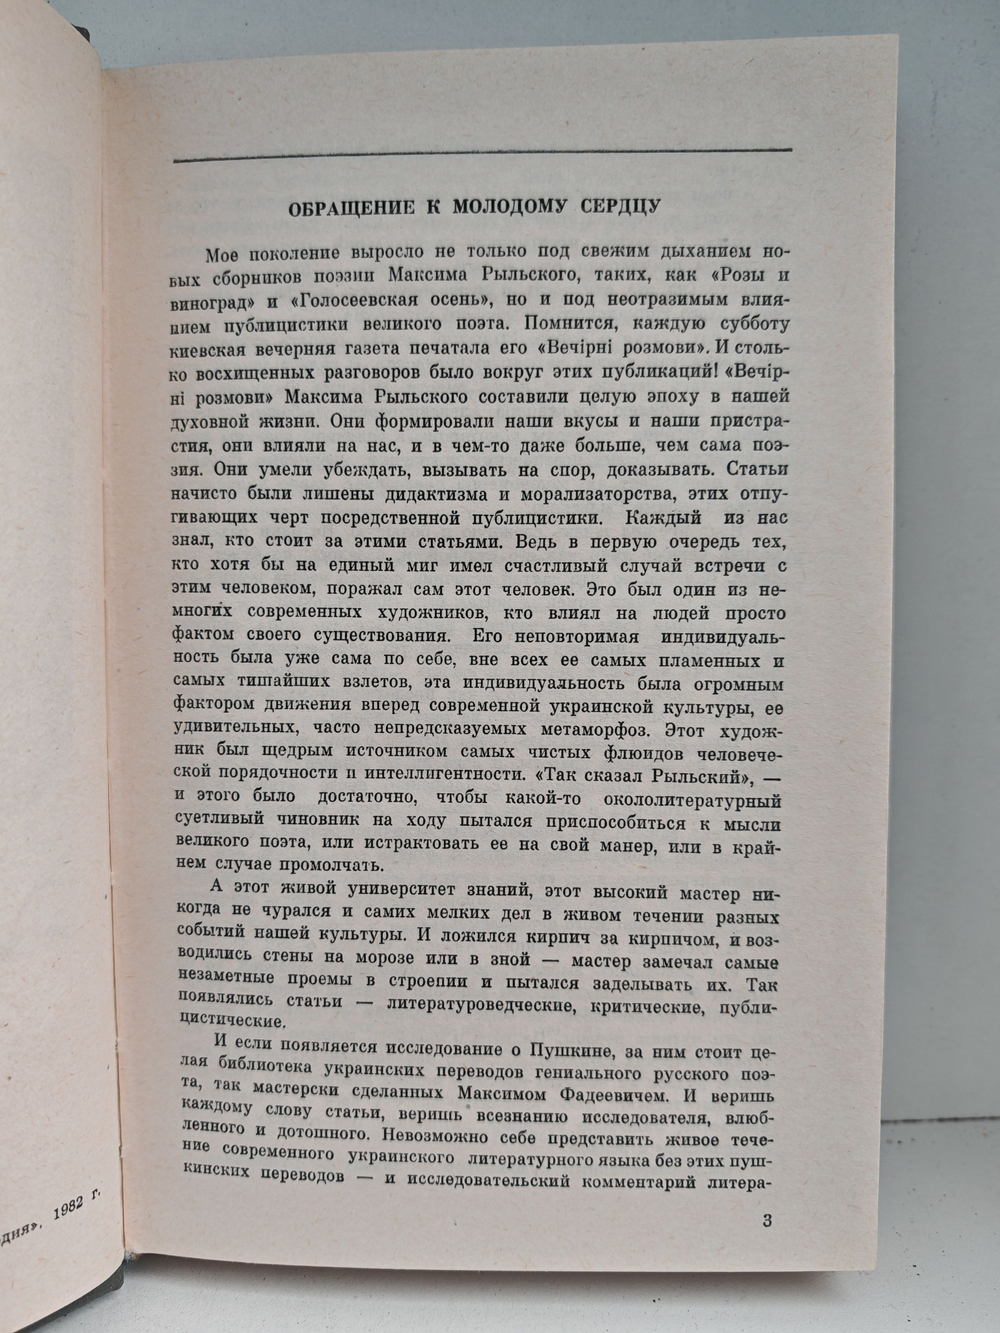 ОБРАЩЕНИЕ К МОЛОДОМУ СЕРДЦУ
Мое поколение выросло не только под свежим дыханием но-
вых сборников поэзии Максима Рыльского, таких, как «Розы и
виноград» и «Голосеевская осень», но и под неотразимым влия-
нием публицистики великого поэта. Помнится, каждую субботу
киевская вечерняя газета печатала его «Вечірні розмови». И столь-
ко восхищенных разговоров было вокруг этих публикаций! «Вечір-
ні розмови» Максима Рыльского составили целую эпоху в нашей
духовной жизни. Они формировали наши вкусы и наши пристра-
стия, они влияли на нас, и в чем-то даже больше, чем сама поэ-
зия. Они умели убеждать, вызывать на спор, доказывать. Статьи
начисто были лишены дидактизма и морализаторства, этих отпу-
гивающих черт посредственной публицистики. Каждый из нас
знал, кто стоит за этими статьями. Ведь в первую очередь тех,
кто хотя бы на единый миг имел счастливый случай встречи с
этим человеком, поражал сам этот человек. Это был один из не-
многих современных художников, кто влиял на людей просто
фактом своего существования. Его неповторимая индивидуаль-
ность была уже сама по себе, вне всех ее самых пламенных и
самых тишайших взлетов, эта индивидуальность была огромным
фактором движения вперед современной украинской культуры, ее
удивительных, часто непредсказуемых метаморфоз. Этот худож-
ник был щедрым источником самых чистых флюидов человече-
ской порядочности и интеллигентности. «Так сказал Рыльский», —
и этого было достаточно, чтобы какой-то окололитературный
суетливый чиновник на ходу пытался приспособиться к мысли
великого поэта, или истрактовать ее на свой манер, или в край-
нем случае промолчать.
А этот живой университет знаний, этот высокий мастер ни-
когда не чурался и самих мелких дел в живом течении разных
событий нашей культуры. И ложился кирпич за кирпичом, и воз-
водились стены на морозе или в зной — мастер замечал самые
незаметные проемы в строении и пытался заделывать их. Так
появлялись статьи — литературоведческие, критические, публи-
цистические.
И если появляется исследование о Пушкине, за ним стоит це-
лая библиотека украинских переводов гениального русского поэ-
та, так мастерски сделанных Максимом Фадеевичем. И веришь
каждому слову статьи, веришь всезнанию исследователя, влюб-
ленного и дотошного. Невозможно себе представить живое тече-
ние современного украинского литературного языка без этих пуш-
кинских переводов — и исследовательский комментарий литера-
3
дия», 1982 г.